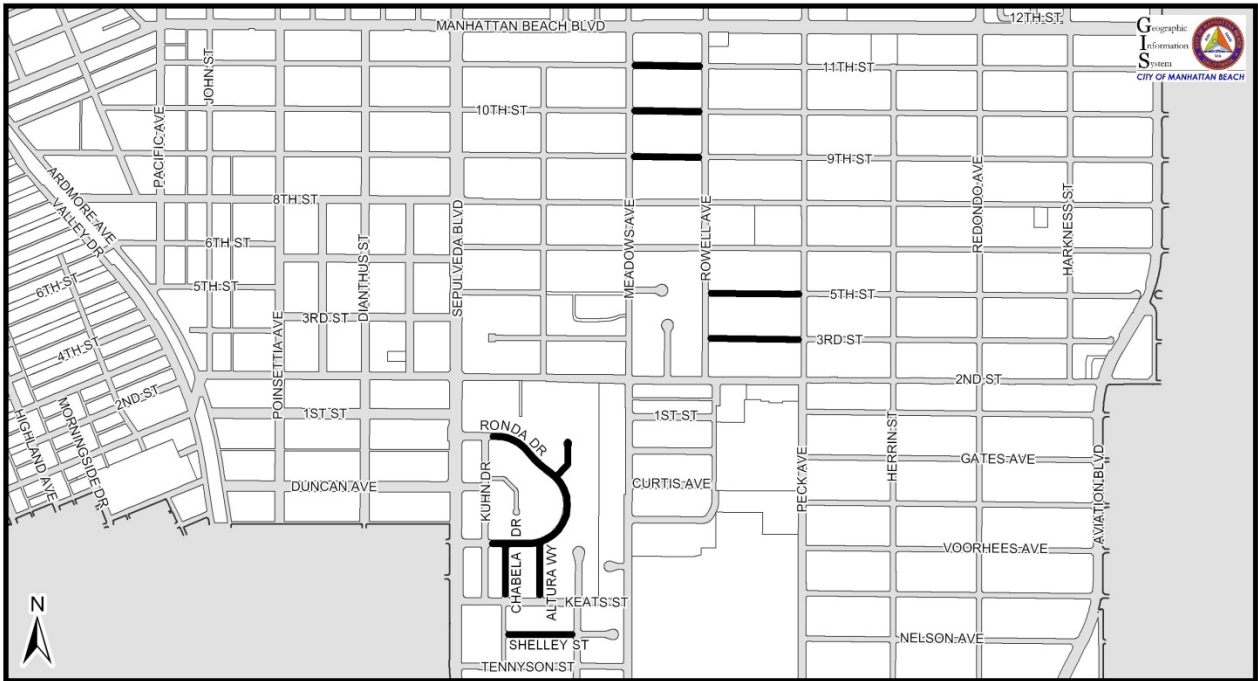 MANHATTAN BEACH BLVD
12TH ST
Geographic
Information
System
CITY OF MANHATTAN BEACH
JOHN ST
11TH ST
10TH ST
PACIFIC AVE
9TH ST
ARDMORE AVE
VALLEY DR
8TH ST
6TH ST
5TH ST
DIANTHUS ST
SEPULVEDA BLVD
MEADOWS AVE
ROWELL AVE
REDONDO AVE
HARKNESS ST
6TH ST
5TH ST
3RD ST
3RD ST
4TH ST
POINSETTIA AVE
2ND ST
2ND ST
1ST ST
1ST ST
HIGHLAND AVE
MORNINGSIDE DR
RONDA DR
HERRIN ST
GATES AVE
DUNCAN AVE
KUHN DR
CURTIS AVE
PECK AVE
AVIATION BLVD
CHABELA DR
ALTURA WY
VOORHEES AVE
KEATS ST
N
SHELLEY ST
NELSON AVE
TENNYSON ST